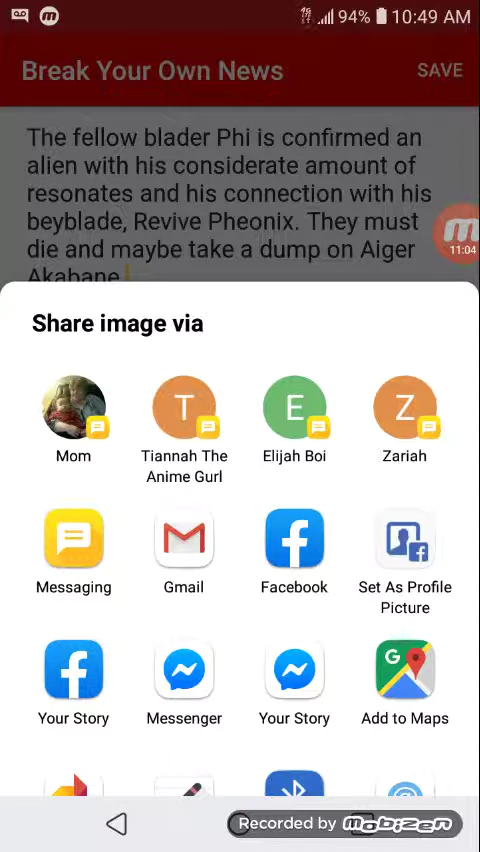 94% 10:49 AM
Break Your Own News SAVE
The fellow blader Phi is confirmed an
alien with his considerate amount of
resonates and his connection with his
beyblade, Revive Pheonix. They must
die and maybe take a dump on Aiger
Akabane
11:04
Share image via
T E Z
Mom Tiannah The Anime Gurl Elijah Boi Zariah
Messaging Gmail Facebook Set As Profile Picture
G
Your Story Messenger Your Story Add to Maps
Recorded by mobizen